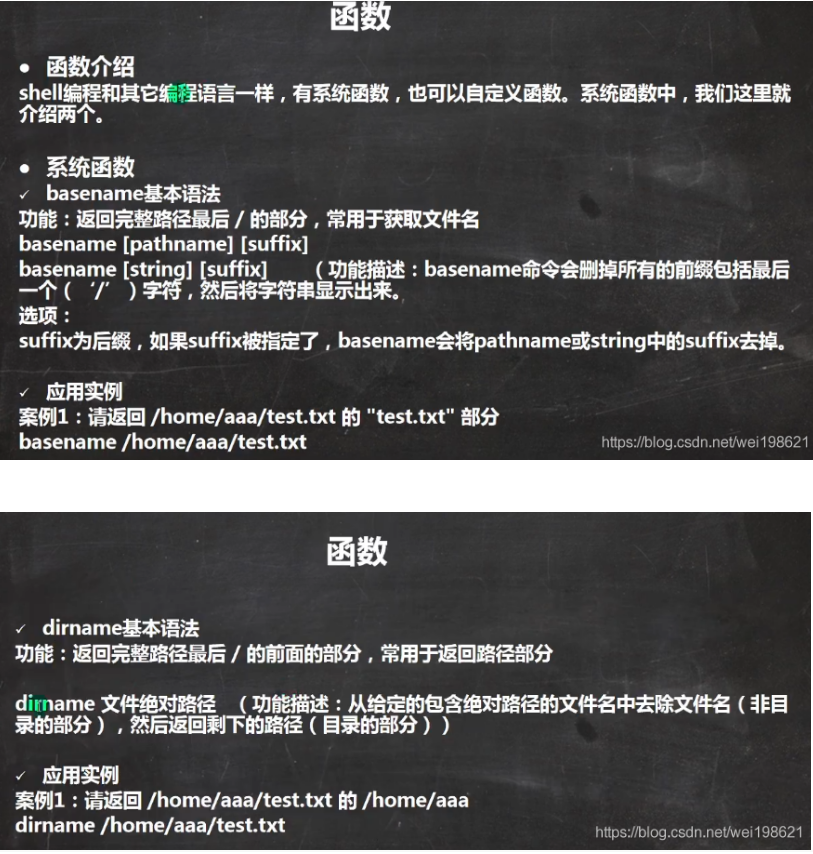 函数
● 函数介绍
shell编程和其它编程语言一样，有系统函数，也可以自定义函数。系统函数中，我们这里就
介绍两个。
● 系统函数
✓ basename基本语法
功能：返回完整路径最后 / 的部分，常用于获取文件名
basename [pathname] [suffix]
basename [string] [suffix] （功能描述：basename命令会删掉所有的前缀包括最后
一个（‘/’）字符，然后将字符串显示出来。
选项：
suffix为后缀，如果suffix被指定了，basename会将pathname或string中的suffix去掉。
✓ 应用实例
案例1：请返回 /home/aaa/test.txt 的 "test.txt" 部分
basename /home/aaa/test.txt
https://blog.csdn.net/wei198621
函数
✓ dirname基本语法
功能：返回完整路径最后 / 的前面的部分，常用于返回路径部分
dirname 文件绝对路径 （功能描述：从给定的包含绝对路径的文件名中去除文件名（非目
录的部分），然后返回剩下的路径（目录的部分））
✓ 应用实例
案例1：请返回 /home/aaa/test.txt 的 /home/aaa
dirname /home/aaa/test.txt
https://blog.csdn.net/wei198621